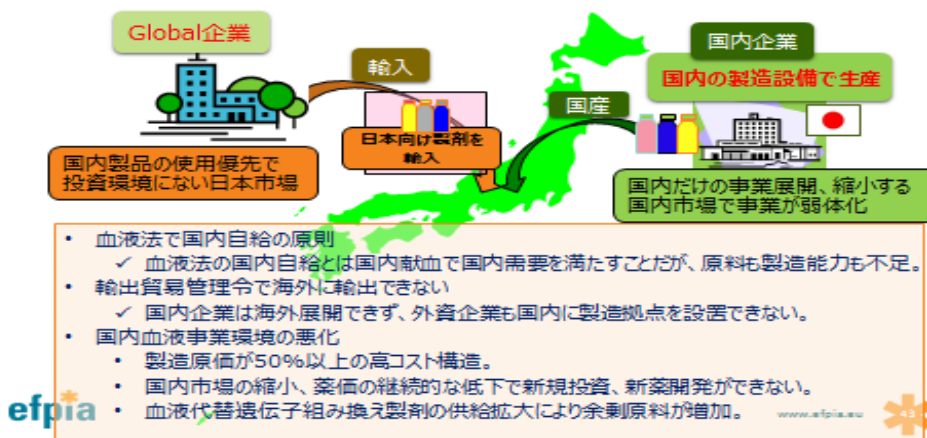 Global企業
輸入
国内企業
国内の製造設備で生産
国産
日本向け製剤を
輸入
国内製品の使用優先で
投資環境にない日本市場
国内だけの事業展開、縮小する
国内市場で事業が弱体化
• 血液法で国内自給の原則
✓ 血液法の国内自給とは国内献血で国内需要を満たすことだが、原料も製造能力も不足。
• 輸出貿易管理令で海外に輸出できない
✓ 国内企業は海外展開できず、外資企業も国内に製造拠点を設置できない。
• 国内血液事業環境の悪化
• 製造原価が50%以上の高コスト構造。
• 国内市場の縮小、薬価の継続的な低下で新規投資、新薬開発ができない。
• 血液代替遺伝子組み換え製剤の供給拡大により余剰原料が増加。
efpia
www.efpia.eu
43